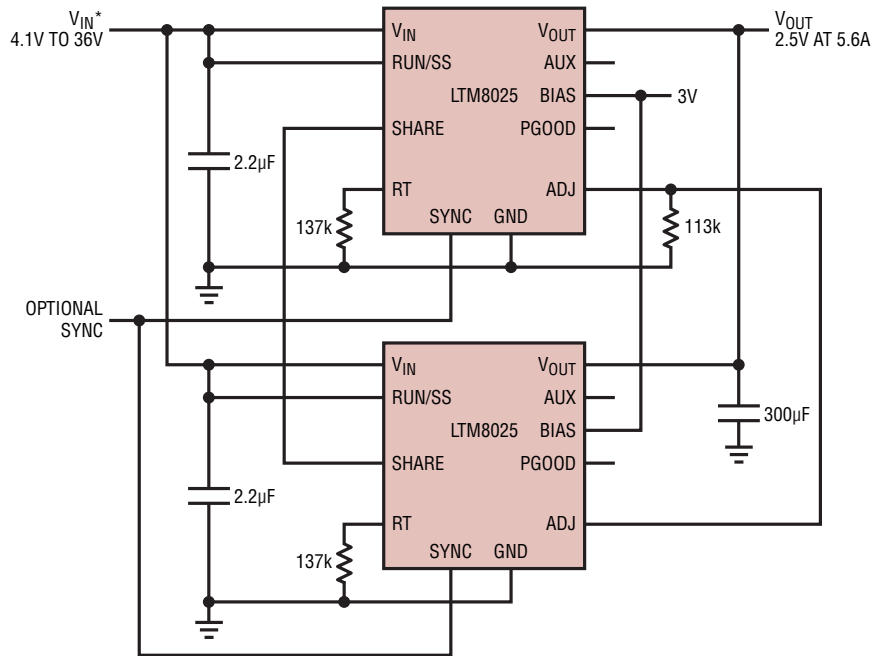 VIN*
4.1V TO 36V
VOUT
2.5V AT 5.6A
VIN
VOUT
RUN/SS
AUX
LTM8025
BIAS
3V
SHARE
PGOOD
2.2µF
RT
ADJ
137k
SYNC
GND
113k
OPTIONAL
SYNC
VIN
VOUT
RUN/SS
AUX
LTM8025
BIAS
300µF
SHARE
PGOOD
2.2µF
RT
ADJ
137k
SYNC
GND